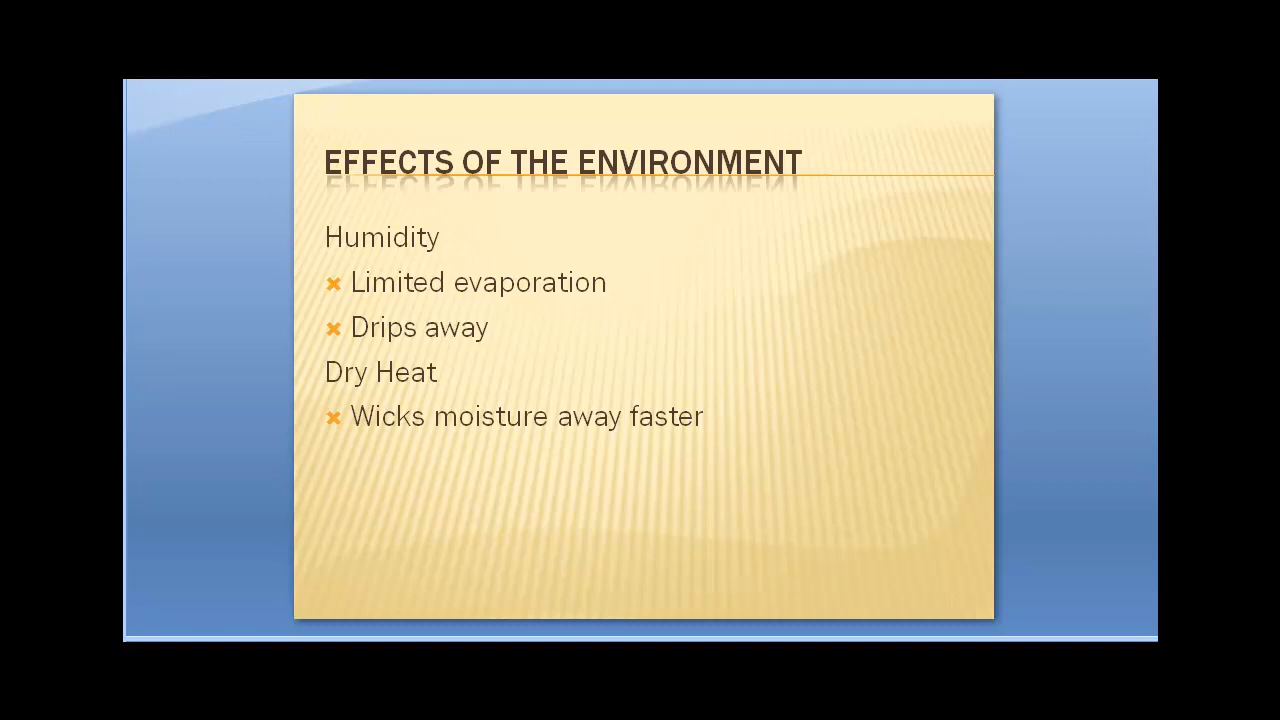 EFFECTS OF THE ENVIRONMENT
Humidity
Limited evaporation
Drips away
Dry Heat
Wicks moisture away faster